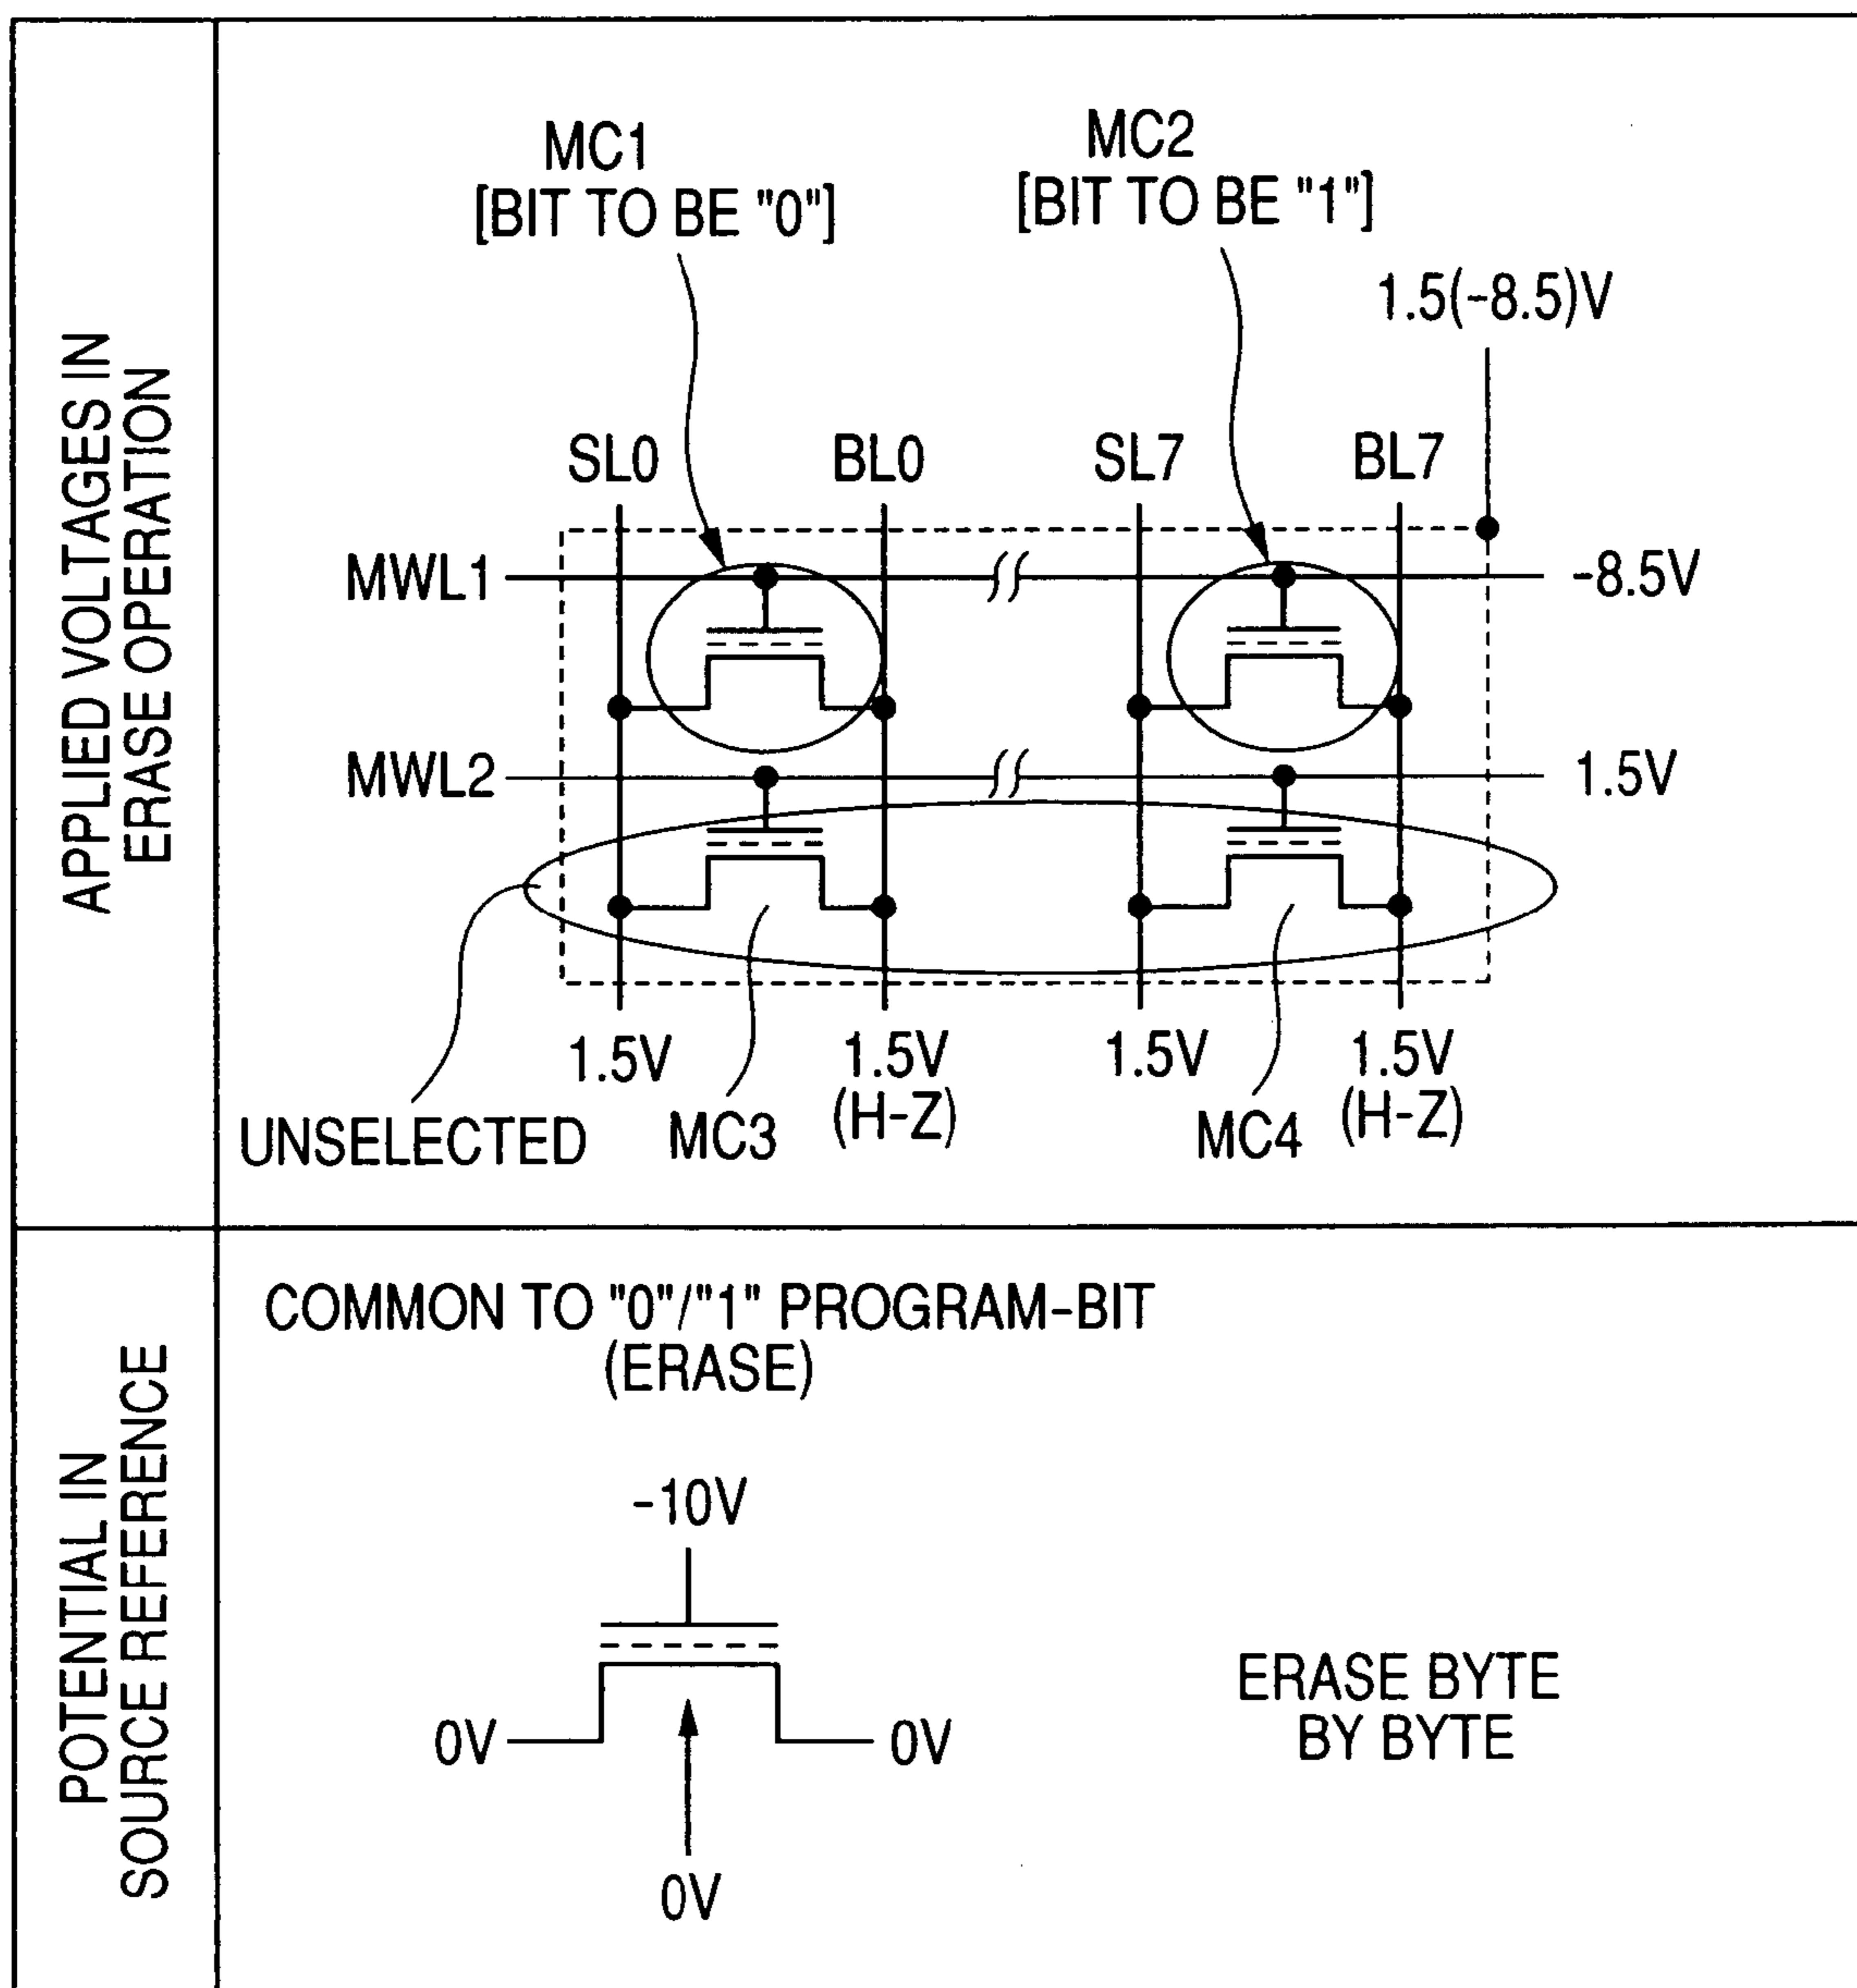 APPLIED VOLTAGES IN
ERASE OPERATION
MC1
[BIT TO BE "0"]
MC2
[BIT TO BE "1"]
1.5(-8.5)V
SL0
BL0
SL7
BL7
MWL1
-8.5V
MWL2
1.5V
1.5V
1.5V
(H-Z)
1.5V
1.5V
(H-Z)
UNSELECTED
MC3
MC4
POTENTIAL IN
SOURCE REFERENCE
COMMON TO "0"/"1" PROGRAM-BIT
(ERASE)
-10V
0V
0V
0V
ERASE BYTE
BY BYTE